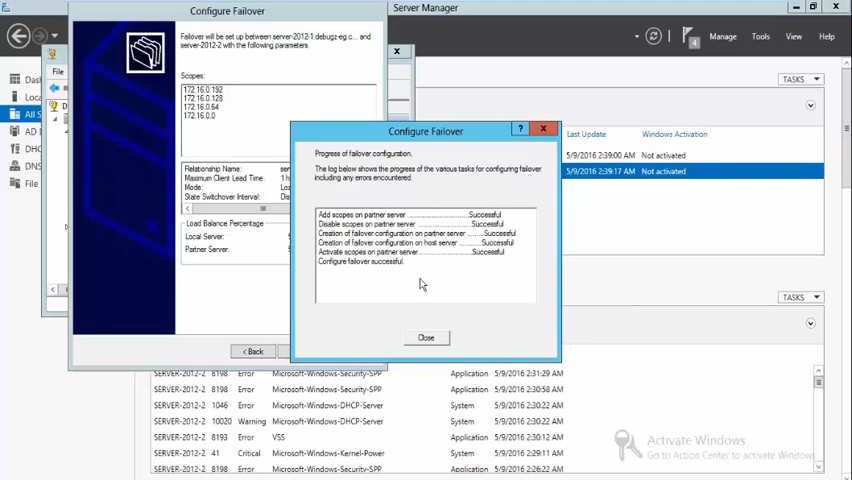 Configure Failover
Server Manager
Failover will be set up between server-2012-1.debugz-eg.c... and
server-2012-2 with the following parameters.
4
Manage
Tools
View
Help
File
Scopes:
172.16.0.192
172.16.0.128
172.16.0.64
172.16.0.0
Das
Loca
All S
AD D
DHC
DNS
File
D
TASKS
Last Update
Windows Activation
5/9/2016 2:39:00 AM
Not activated
5/9/2016 2:39:17 AM
Not activated
Configure Failover
?
Progress of failover configuration.
The log below shows the progress of the various tasks for configuring failover
including any errors encountered.
Add scopes on partner server ........................Successful
Disable scopes on partner server .....................Successful
Creation of failover configuration on partner server .......Successful
Creation of failover configuration on host server .........Successful
Activate scopes on partner server......................Successful
Configure failover successful.
Close
Relationship Name:
Maximum Client Lead Time:
1 h
Mode:
State Switchover Interval:
Load Balance Percentage
Local Server:
Partner Server:
< Back
TASKS
SERVER-2012-2 8198 Error Microsoft-Windows-Security-SPP Application 5/9/2016 2:31:29 AM
SERVER-2012-2 8198 Error Microsoft-Windows-Security-SPP Application 5/9/2016 2:30:58 AM
SERVER-2012-2 1046 Error Microsoft-Windows-DHCP-Server System 5/9/2016 2:30:22 AM
SERVER-2012-2 10020 Warning Microsoft-Windows-DHCP-Server System 5/9/2016 2:30:22 AM
SERVER-2012-2 8193 Error VSS Application 5/9/2016 2:30:12 AM
SERVER-2012-2 41 Critical Microsoft-Windows-Kernel-Power System 5/9/2016 2:29:11 AM
SERVER-2012-2 8198 Error Microsoft-Windows-Security-SPP Application 5/9/2016 2:26:22 AM
Activate Windows
Go to Action Center to activate Windows.